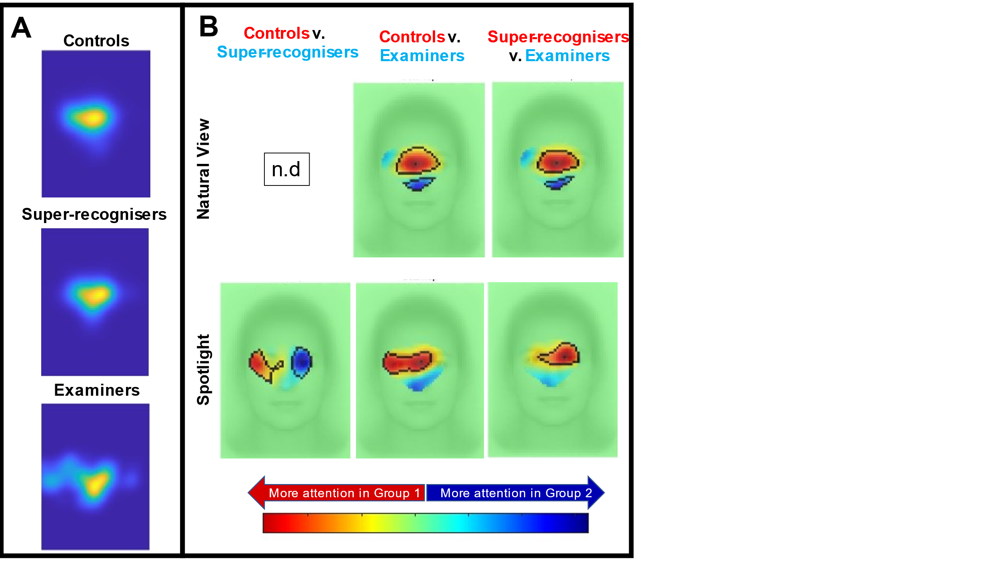 A
Controls
Super-recognisers
Examiners
B
Controls v.
Super-recognisers
Controls v.
Examiners
Super-recognisers
v. Examiners
Natural View
n.d
Spotlight
More attention in Group 1
More attention in Group 2